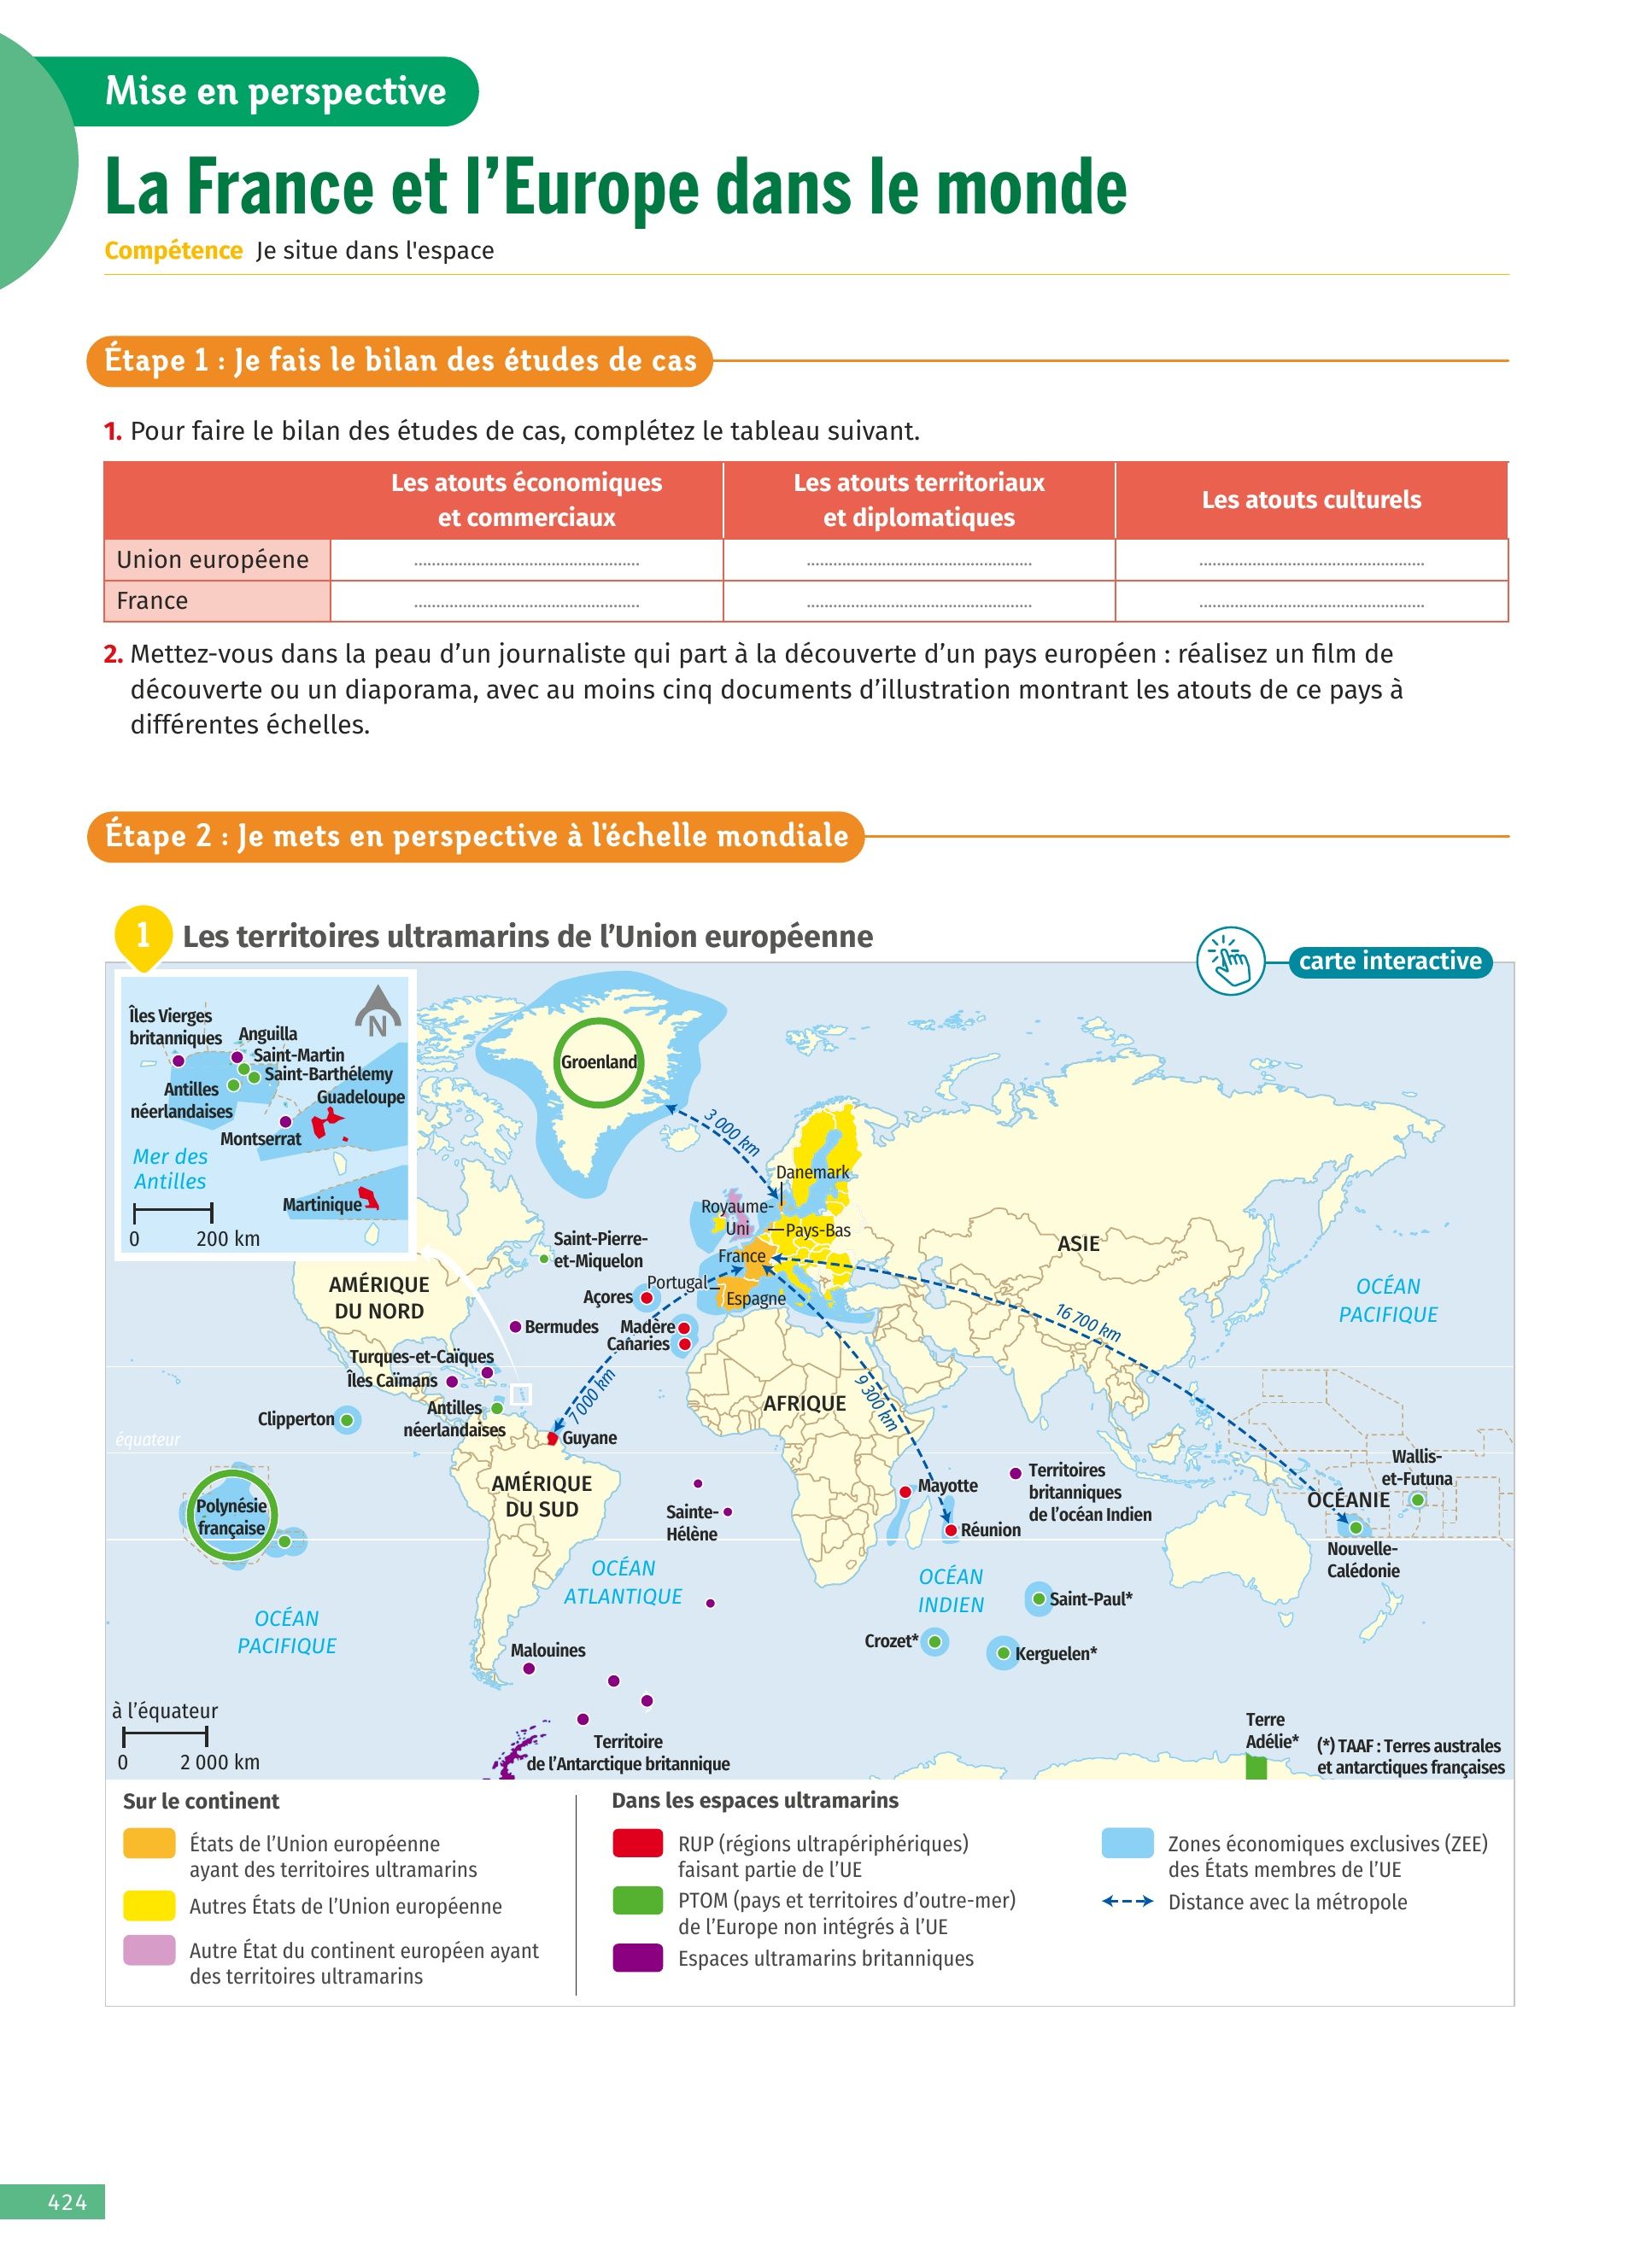 Mise en perspective
La France et l’Europe dans le monde
Compétence Je situe dans l'espace
Étape 1 : Je fais le bilan des études de cas
1. Pour faire le bilan des études de cas, complétez le tableau suivant.
Les atouts économiques
et commerciaux
Les atouts territoriaux
et diplomatiques
Les atouts culturels
Union européene
France
2. Mettez-vous dans la peau d’un journaliste qui part à la découverte d’un pays européen : réalisez un film de
découverte ou un diaporama, avec au moins cinq documents d’illustration montrant les atouts de ce pays à
différentes échelles.
Étape 2 : Je mets en perspective à l'échelle mondiale
1 Les territoires ultramarins de l’Union européenne
carte interactive
Îles Vierges
britanniques
Anguilla
Saint-Martin
Saint-Barthélemy
Antilles
néerlandaises
Guadeloupe
Montserrat
Mer des
Antilles
Martinique
0 200 km
N
Groenland
3 000 km
Danemark
Royaume-
Uni
Pays-Bas
France
Portugal
Espagne
Saint-Pierre-
et-Miquelon
Açores
Madère
Canaries
Bermudes
AMÉRIQUE
DU NORD
ASIE
OCÉAN
PACIFIQUE
16 700 km
Turques-et-Caïques
Îles Caïmans
Clipperton
Antilles
néerlandaises
7 000 km
Guyane
AFRIQUE
9 300 km
équateur
AMÉRIQUE
DU SUD
Polynésie
française
Sainte-
Hélène
Mayotte
Réunion
Territoires
britanniques
de l’océan Indien
Wallis-
et-Futuna
OCÉANIE
Nouvelle-
Calédonie
OCÉAN
ATLANTIQUE
OCÉAN
INDIEN
Saint-Paul*
Crozet*
Kerguelen*
OCÉAN
PACIFIQUE
Malouines
Territoire
de l’Antarctique britannique
Terre
Adélie*
(*) TAAF : Terres australes
et antarctiques françaises
à l’équateur
0 2 000 km
Sur le continent
États de l’Union européenne
ayant des territoires ultramarins
Autres États de l’Union européenne
Autre État du continent européen ayant
des territoires ultramarins
Dans les espaces ultramarins
RUP (régions ultrapériphériques)
faisant partie de l’UE
PTOM (pays et territoires d’outre-mer)
de l’Europe non intégrés à l’UE
Espaces ultramarins britanniques
Zones économiques exclusives (ZEE)
des États membres de l’UE
Distance avec la métropole
424